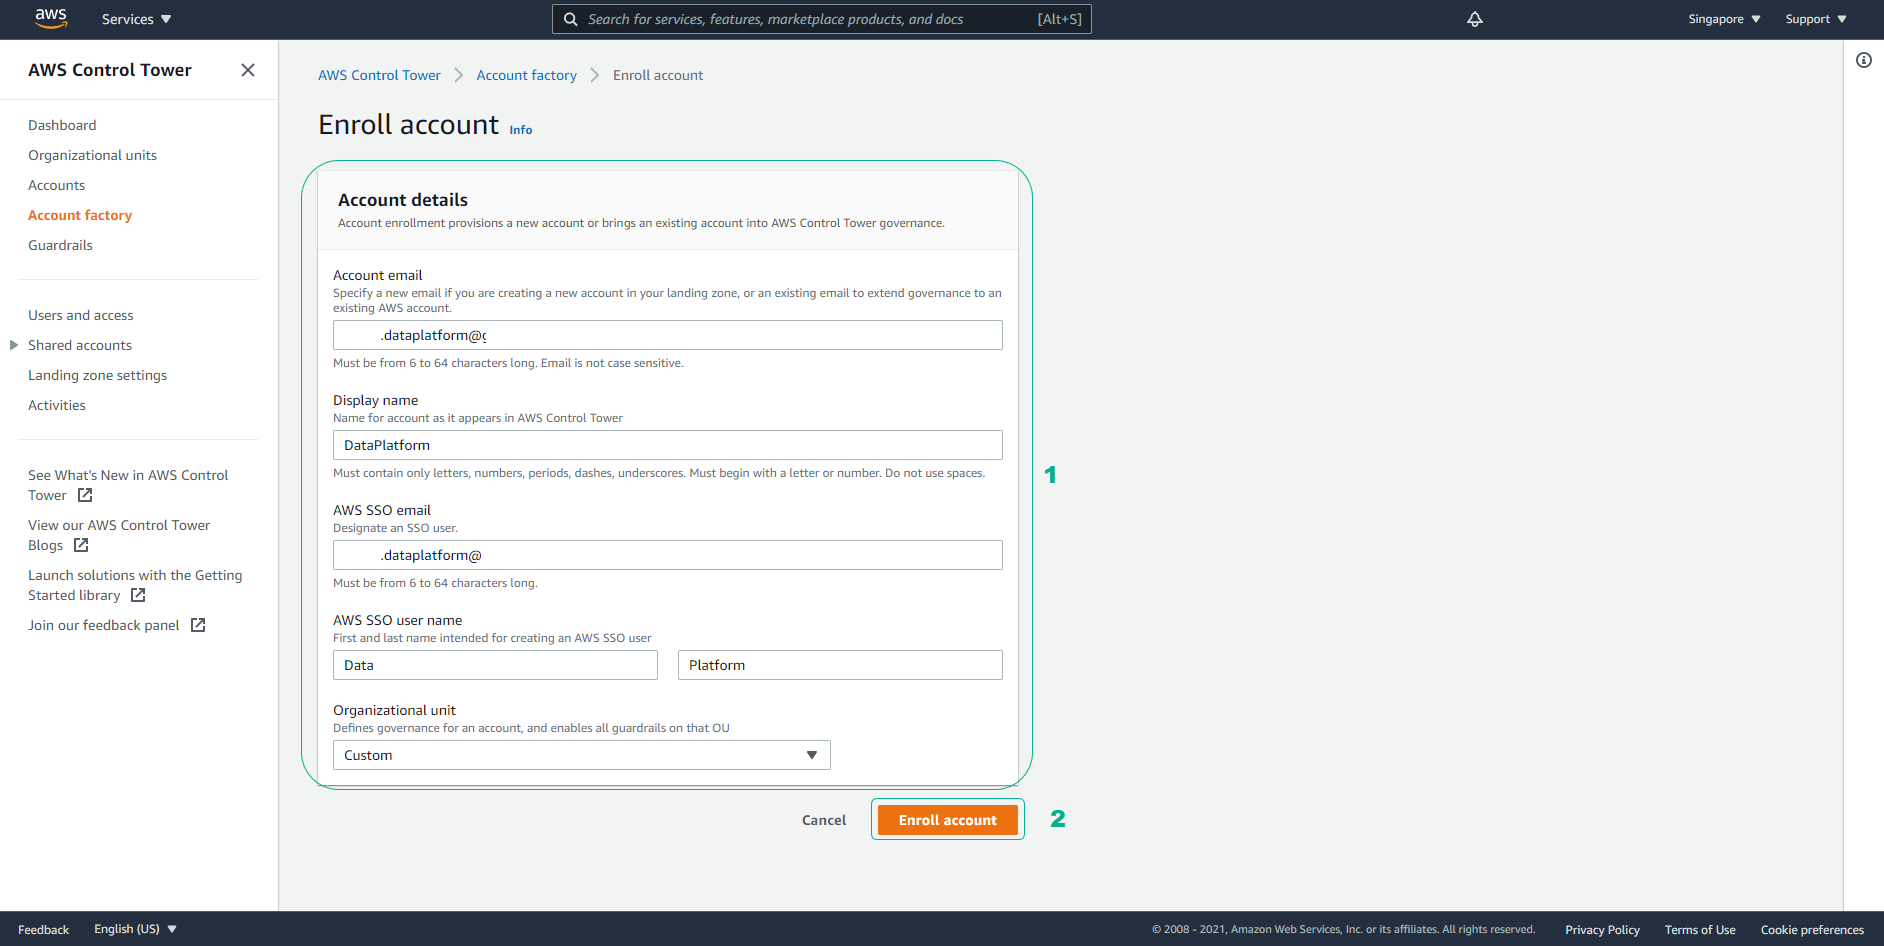 aws
Services
Search for services, features, marketplace products, and docs [Alt+S]
Singapore
Support
AWS Control Tower
Dashboard
Organizational units
Accounts
Account factory
Guardrails
Users and access
Shared accounts
Landing zone settings
Activities
See What's New in AWS Control
Tower
View our AWS Control Tower
Blogs
Launch solutions with the Getting
Started library
Join our feedback panel
AWS Control Tower > Account factory > Enroll account
Enroll account Info
Account details
Account enrollment provisions a new account or brings an existing account into AWS Control Tower governance.
Account email
Specify a new email if you are creating a new account in your landing zone, or an existing email to extend governance to an
existing AWS account.
.dataplatform@
Must be from 6 to 64 characters long. Email is not case sensitive.
Display name
Name for account as it appears in AWS Control Tower
DataPlatform
Must contain only letters, numbers, periods, dashes, underscores. Must begin with a letter or number. Do not use spaces.
1
AWS SSO email
Designate an SSO user.
.dataplatform@
Must be from 6 to 64 characters long.
AWS SSO user name
First and last name intended for creating an AWS SSO user
Data Platform
Organizational unit
Defines governance for an account, and enables all guardrails on that OU
Custom
Cancel Enroll account 2
Feedback English (US) © 2008 - 2021, Amazon Web Services, Inc. or its affiliates. All rights reserved. Privacy Policy Terms of Use Cookie preferences